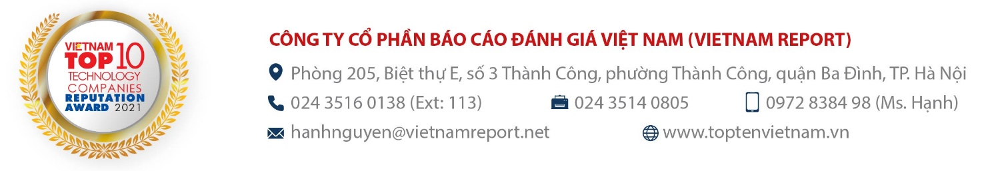 VIETNAM
TOP 10
TECHNOLOGY
COMPANIES
REPUTATION
AWARD 2021
CÔNG TY CỔ PHẦN BÁO CÁO ĐÁNH GIÁ VIỆT NAM (VIETNAM REPORT)
Phòng 205, Biệt thự E, số 3 Thành Công, phường Thành Công, quận Ba Đình, TP. Hà Nội
024 3516 0138 (Ext: 113) 024 3514 0805 0972 8384 98 (Ms. Hạnh)
hanhnguyen@vietnamreport.net www.toptenvietnam.vn